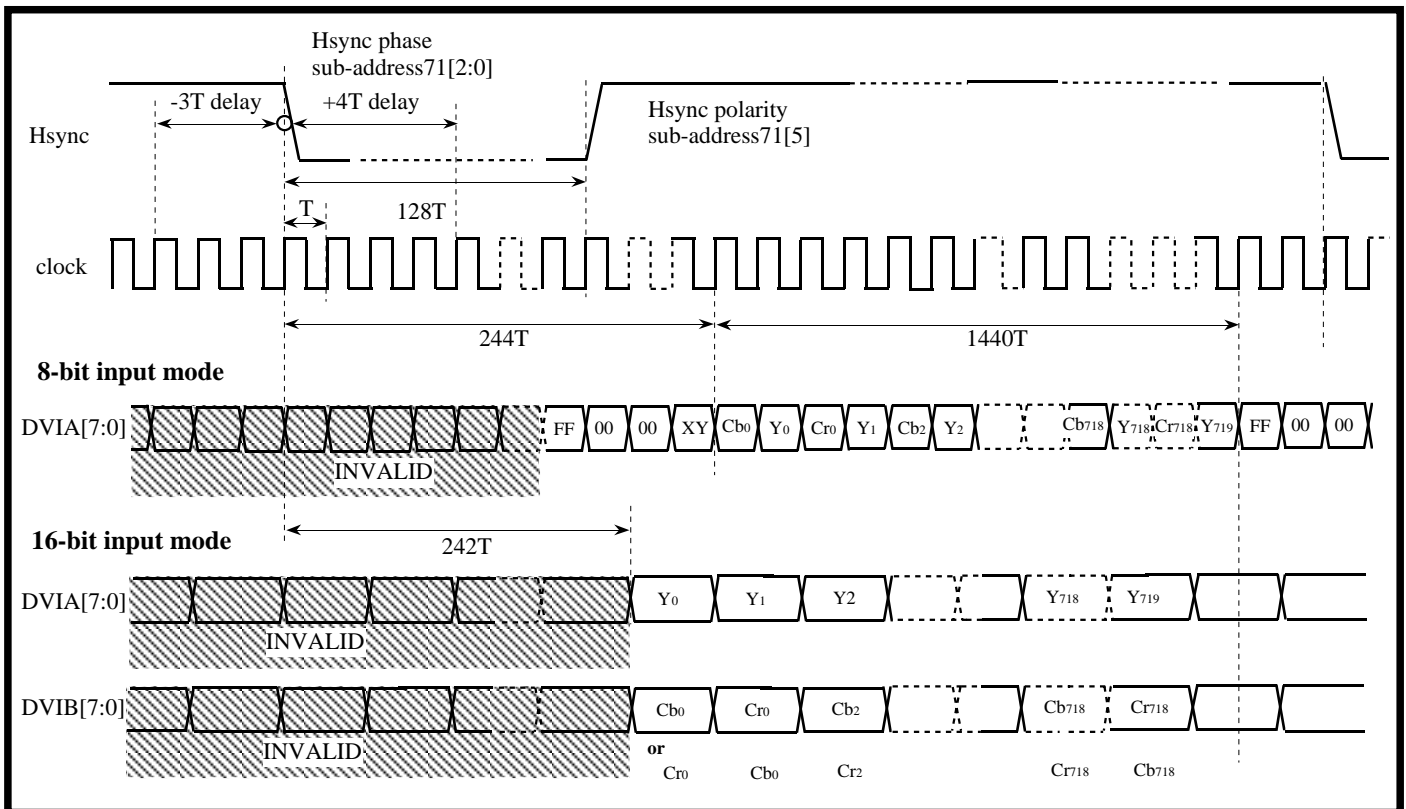 Hsync phase
sub-address71[2:0]
-3T delay
+4T delay
Hsync polarity
sub-address71[5]
Hsync
T
128T
clock
244T
1440T
8-bit input mode
DVIA[7:0]
FF 00 00 XY Cb0 Y0 Cr0 Y1 Cb2 Y2 Cb718 Y718 Cr718 Y719 FF 00 00
INVALID
16-bit input mode
242T
DVIA[7:0]
Y0 Y1 Y2 Y718 Y719
INVALID
DVIB[7:0]
Cb0 Cr0 Cb2 Cb718 Cr718
INVALID
or
Cr0 Cb0 Cr2 Cr718 Cb718